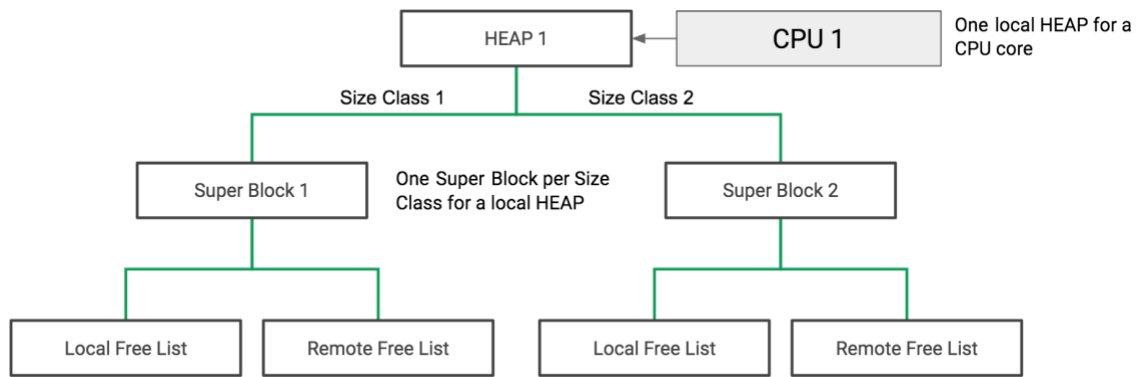 HEAP 1
CPU 1
One local HEAP for a
CPU core
Size Class 1
Size Class 2
Super Block 1
One Super Block per Size
Class for a local HEAP
Super Block 2
Local Free List
Remote Free List
Local Free List
Remote Free List